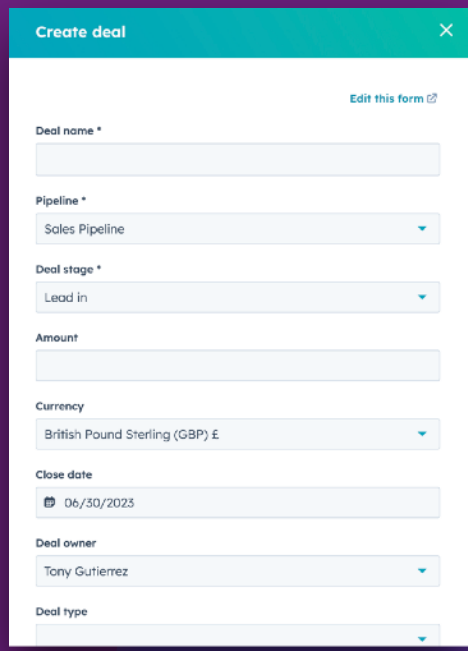 Create deal
Edit this form
Deal name *
Pipeline *
Sales Pipeline
Deal stage *
Lead in
Amount
Currency
British Pound Sterling (GBP) £
Close date
06/30/2023
Deal owner
Tony Gutierrez
Deal type